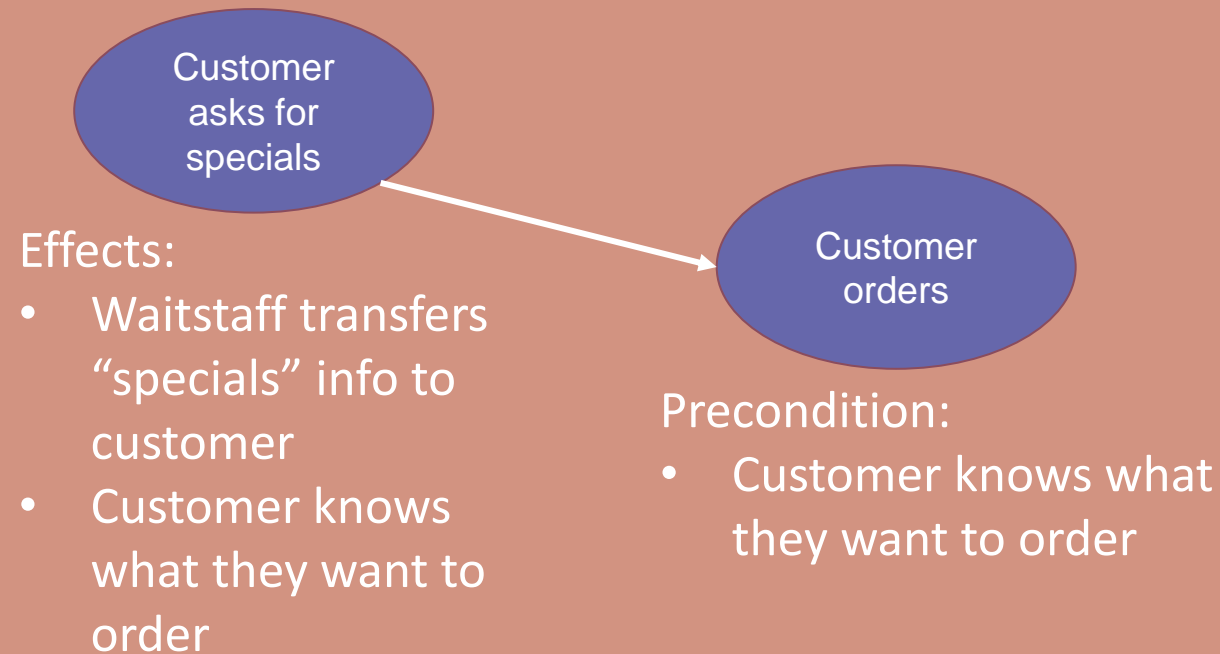 Customer
asks for
specials
Effects:
• Waitstaff transfers
“specials” info to
customer
• Customer knows
what they want to
order
Customer
orders
Precondition:
• Customer knows what
they want to order